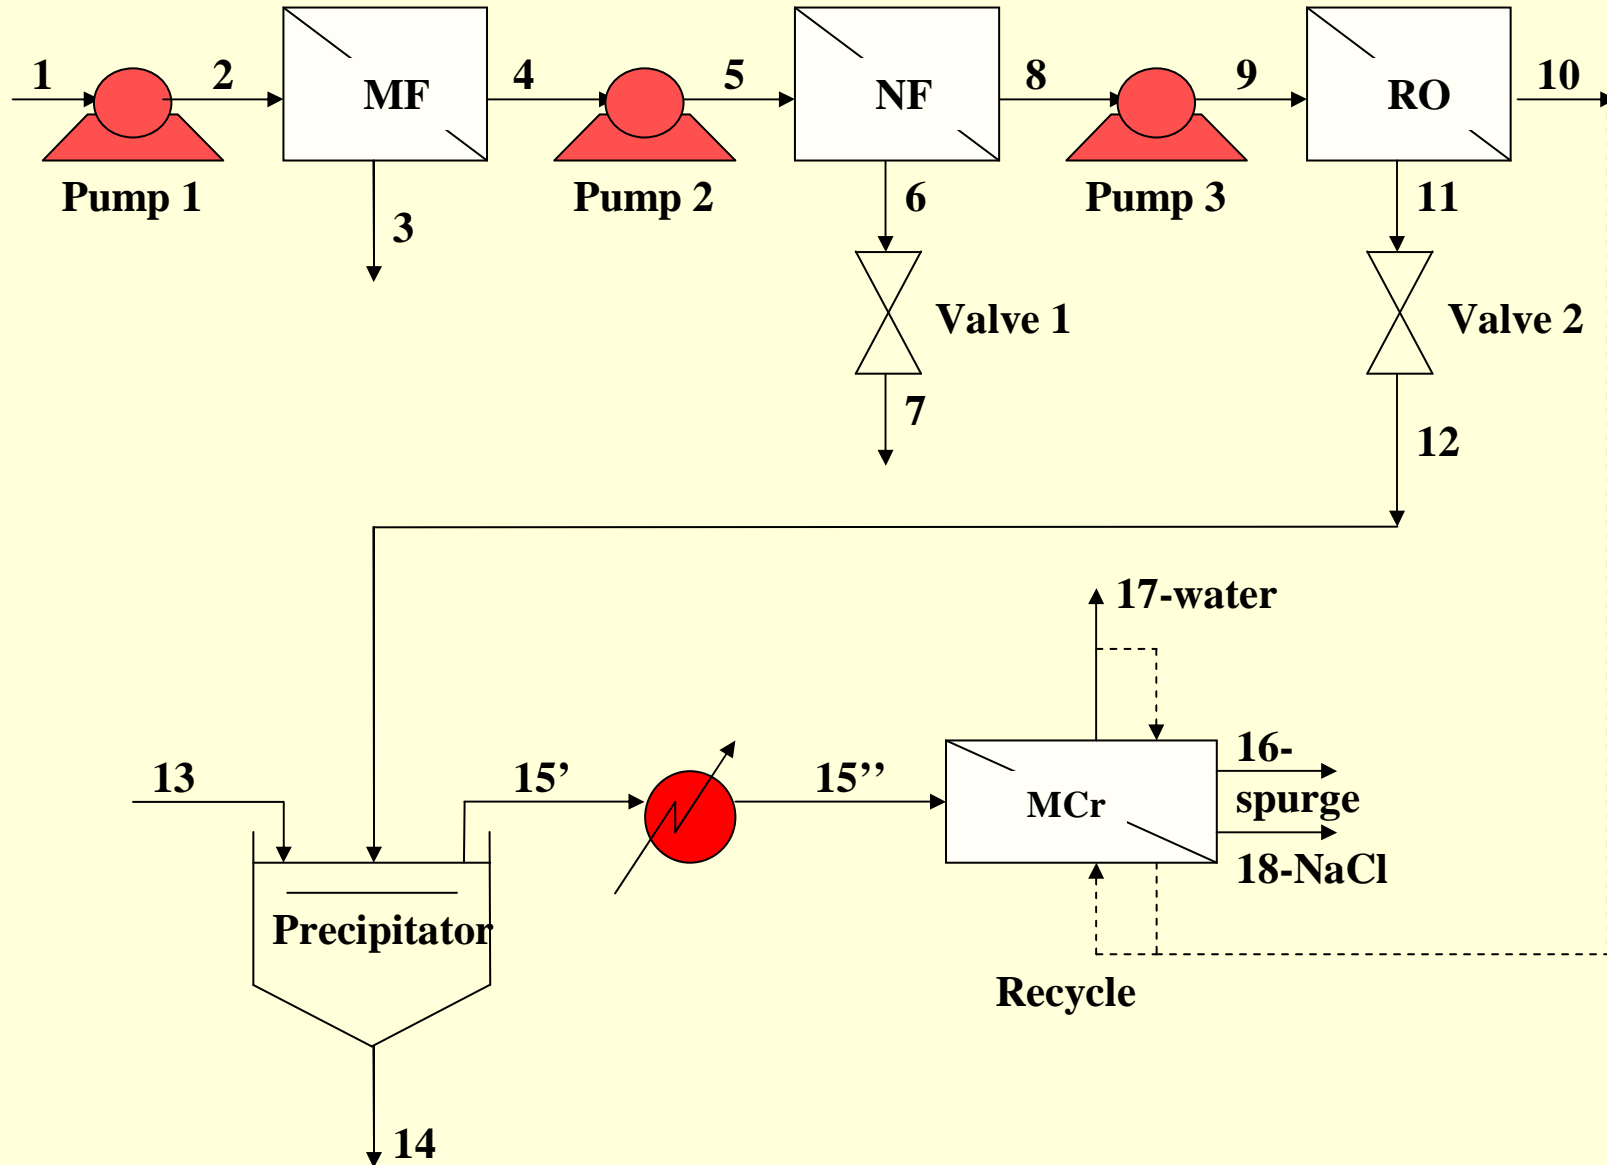 1
2
MF
4
5
NF
8
9
RO
10
Pump 1
3
Pump 2
6
Pump 3
11
Valve 1
Valve 2
7
12
17-water
13
15’
15’’
MCr
16-
spurge
18-NaCl
Precipitator
Recycle
14